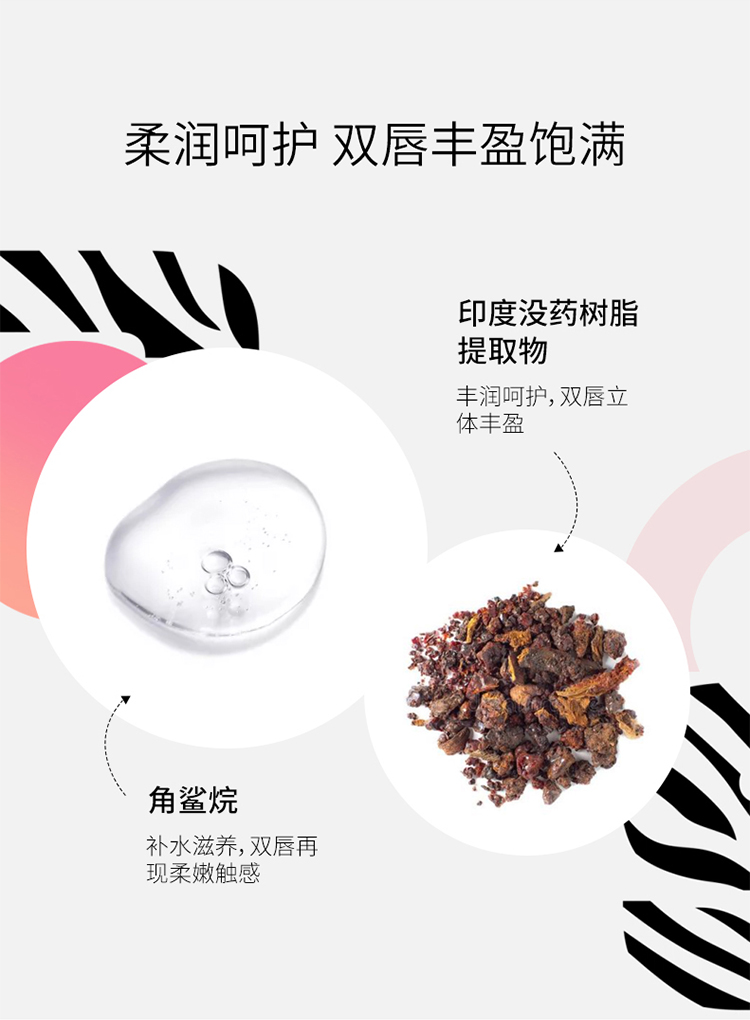 柔润呵护 双唇丰盈饱满
印度没药树脂
提取物
丰润呵护，双唇立
体丰盈
角鲨烷
补水滋养，双唇再
现柔嫩触感